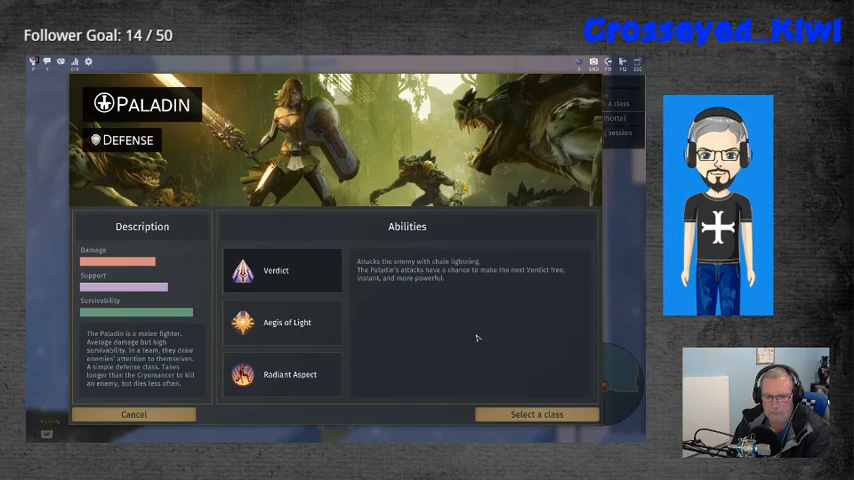 Follower Goal: 14 / 50
Crosseyed_Kiwi
PALADIN
DEFENSE
a class
mortal
session
Description
Damage
Support
Survivability
The Paladin is a melee fighter.
Average damage but high
survivability. In a team, they draw
enemies' attention to themselves.
A simple defense class. Takes
longer than the Cryomancer to kill
an enemy, but dies less often.
Abilities
Verdict
Aegis of Light
Radiant Aspect
Attacks the enemy with chain lightning.
The Paladin's attacks have a chance to make the next Verdict free,
instant, and more powerful.
Cancel
Select a class